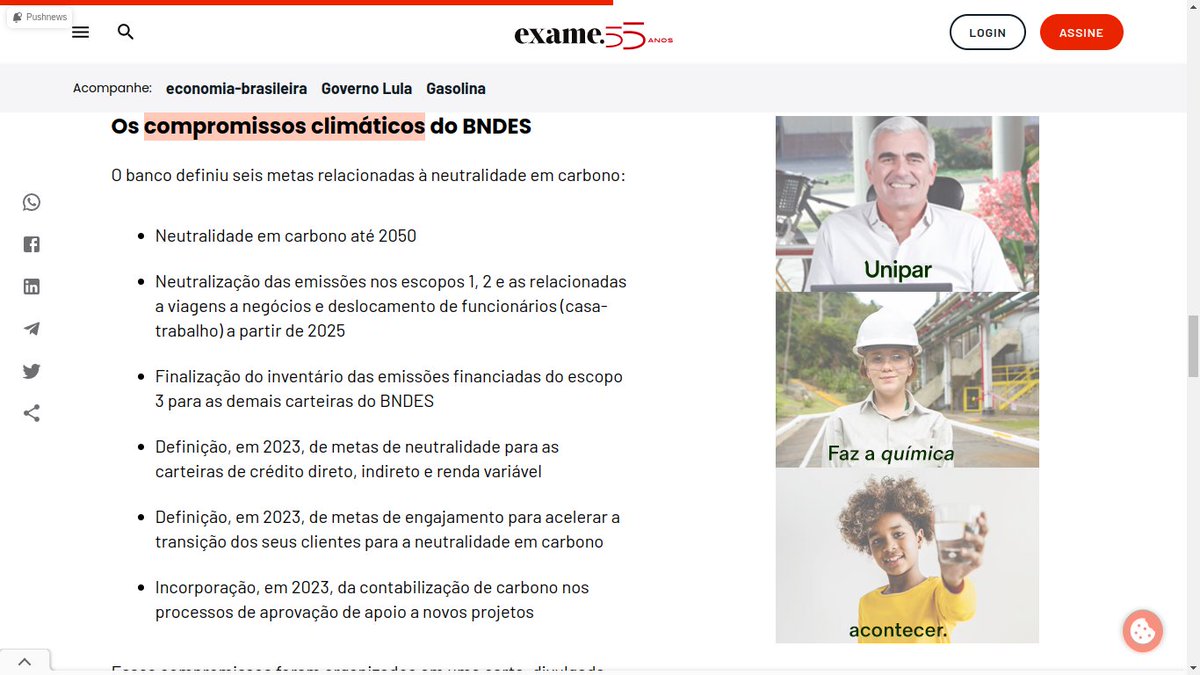 Pushnews
exame.55 ANOS
LOGIN
ASSINE
Acompanhe: economia-brasileira Governo Lula Gasolina
Os compromissos climáticos do BNDES
O banco definiu seis metas relacionadas à neutralidade em carbono:
Neutralidade em carbono até 2050
Neutralização das emissões nos escopos 1, 2 e as relacionadas
a viagens a negócios e deslocamento de funcionários (casa-
trabalho) a partir de 2025
Finalização do inventário das emissões financiadas do escopo
3 para as demais carteiras do BNDES
Definição, em 2023, de metas de neutralidade para as
carteiras de crédito direto, indireto e renda variável
Definição, em 2023, de metas de engajamento para acelerar a
transição dos seus clientes para a neutralidade em carbono
Incorporação, em 2023, da contabilização de carbono nos
processos de aprovação de apoio a novos projetos
Unipar
Faz a química
acontecer.